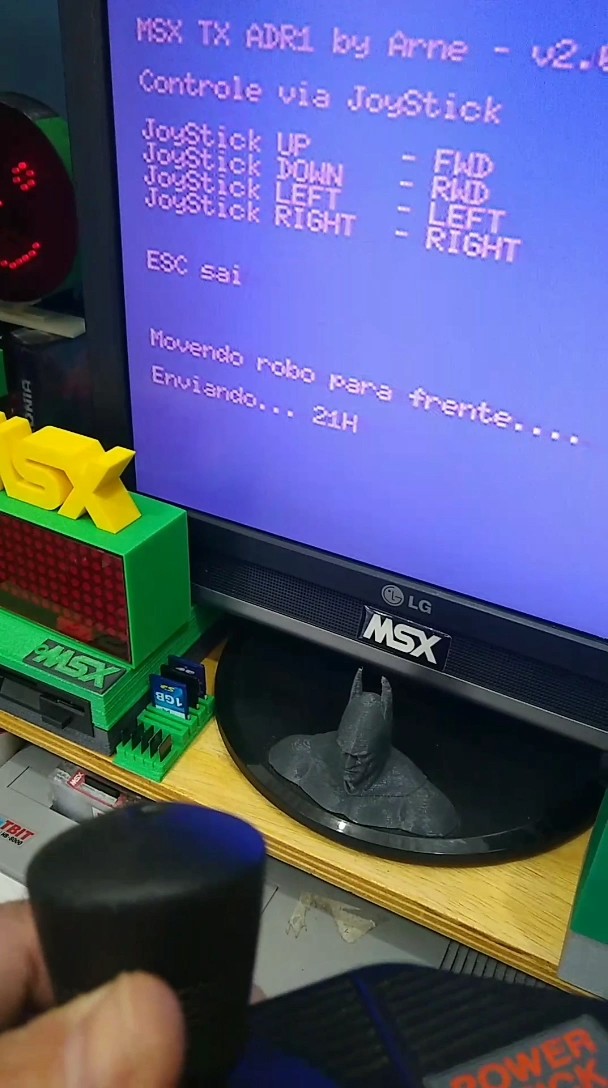 MSX TX ADR1 by Arne - v2.0
Controle via JoyStick
JoyStick UP - FWD
JoyStick DOWN - RWD
JoyStick LEFT - LEFT
JoyStick RIGHT - RIGHT
ESC sai
Movendo robo para frente....
Enviando... 21H
MSX
LG
MSX
MSX
1GB
POWER